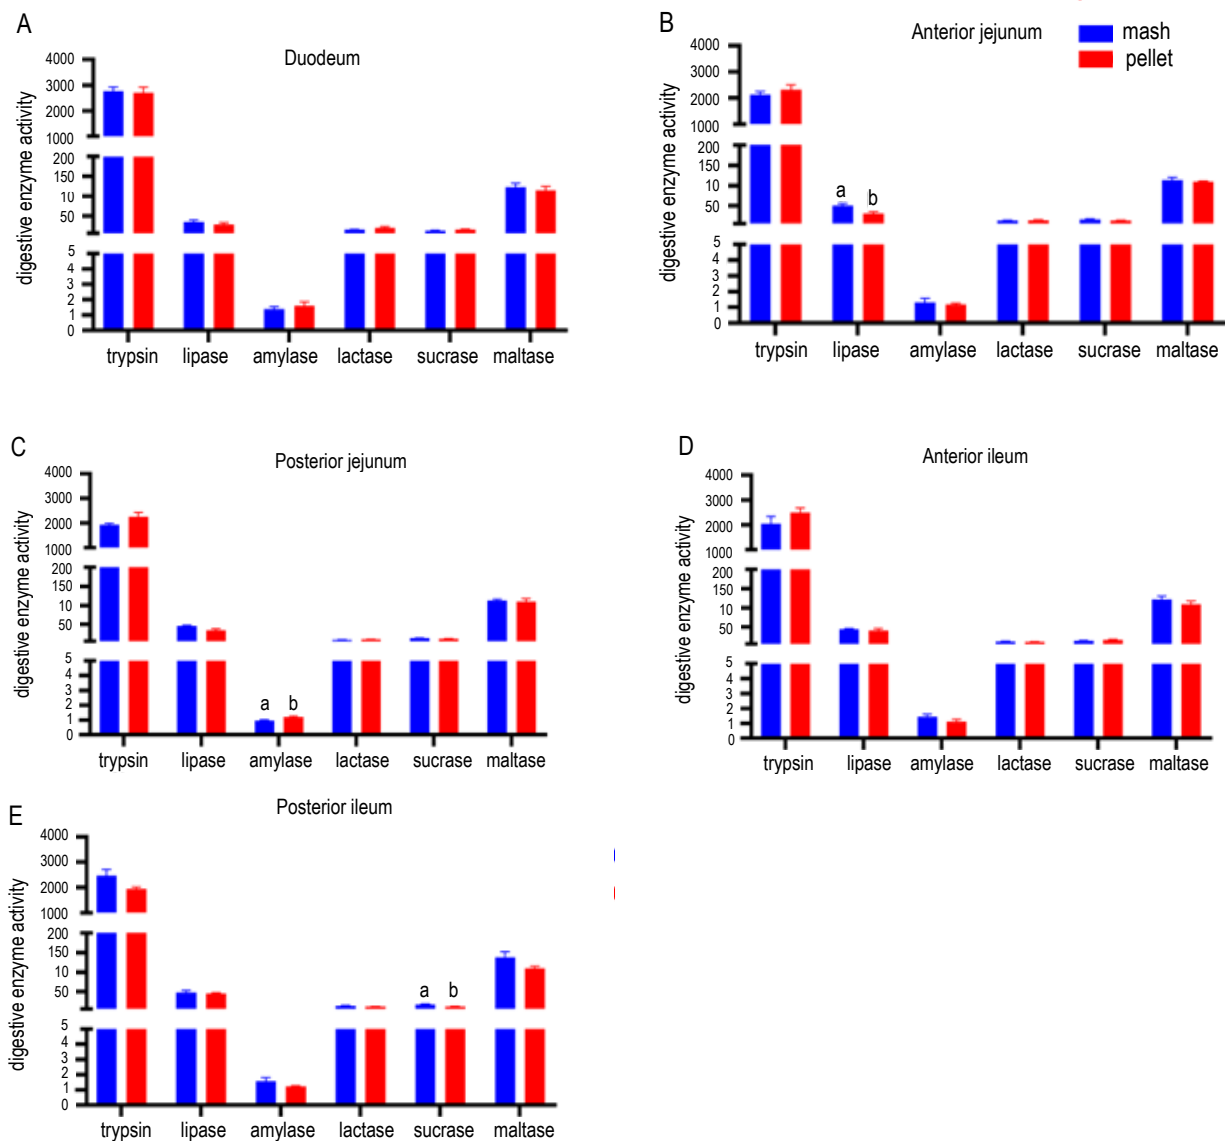 A
Duodeum
digestive enzyme activity
4000
3000
2000
1000
200
150
10
50
5
4
3
2
1
0
trypsin lipase amylase lactase sucrase maltase
B
Anterior jejunum
mash
pellet
digestive enzyme activity
4000
3000
2000
1000
200
150
10
50
5
4
3
2
1
0
a b
trypsin lipase amylase lactase sucrase maltase
C
Posterior jejunum
digestive enzyme activity
4000
3000
2000
1000
200
150
10
50
5
4
3
2
1
0
a b
trypsin lipase amylase lactase sucrase maltase
D
Anterior ileum
digestive enzyme activity
4000
3000
2000
1000
200
150
10
50
5
4
3
2
1
0
trypsin lipase amylase lactase sucrase maltase
E
Posterior ileum
digestive enzyme activity
4000
3000
2000
1000
200
150
10
50
5
4
3
2
1
0
a b
trypsin lipase amylase lactase sucrase maltase